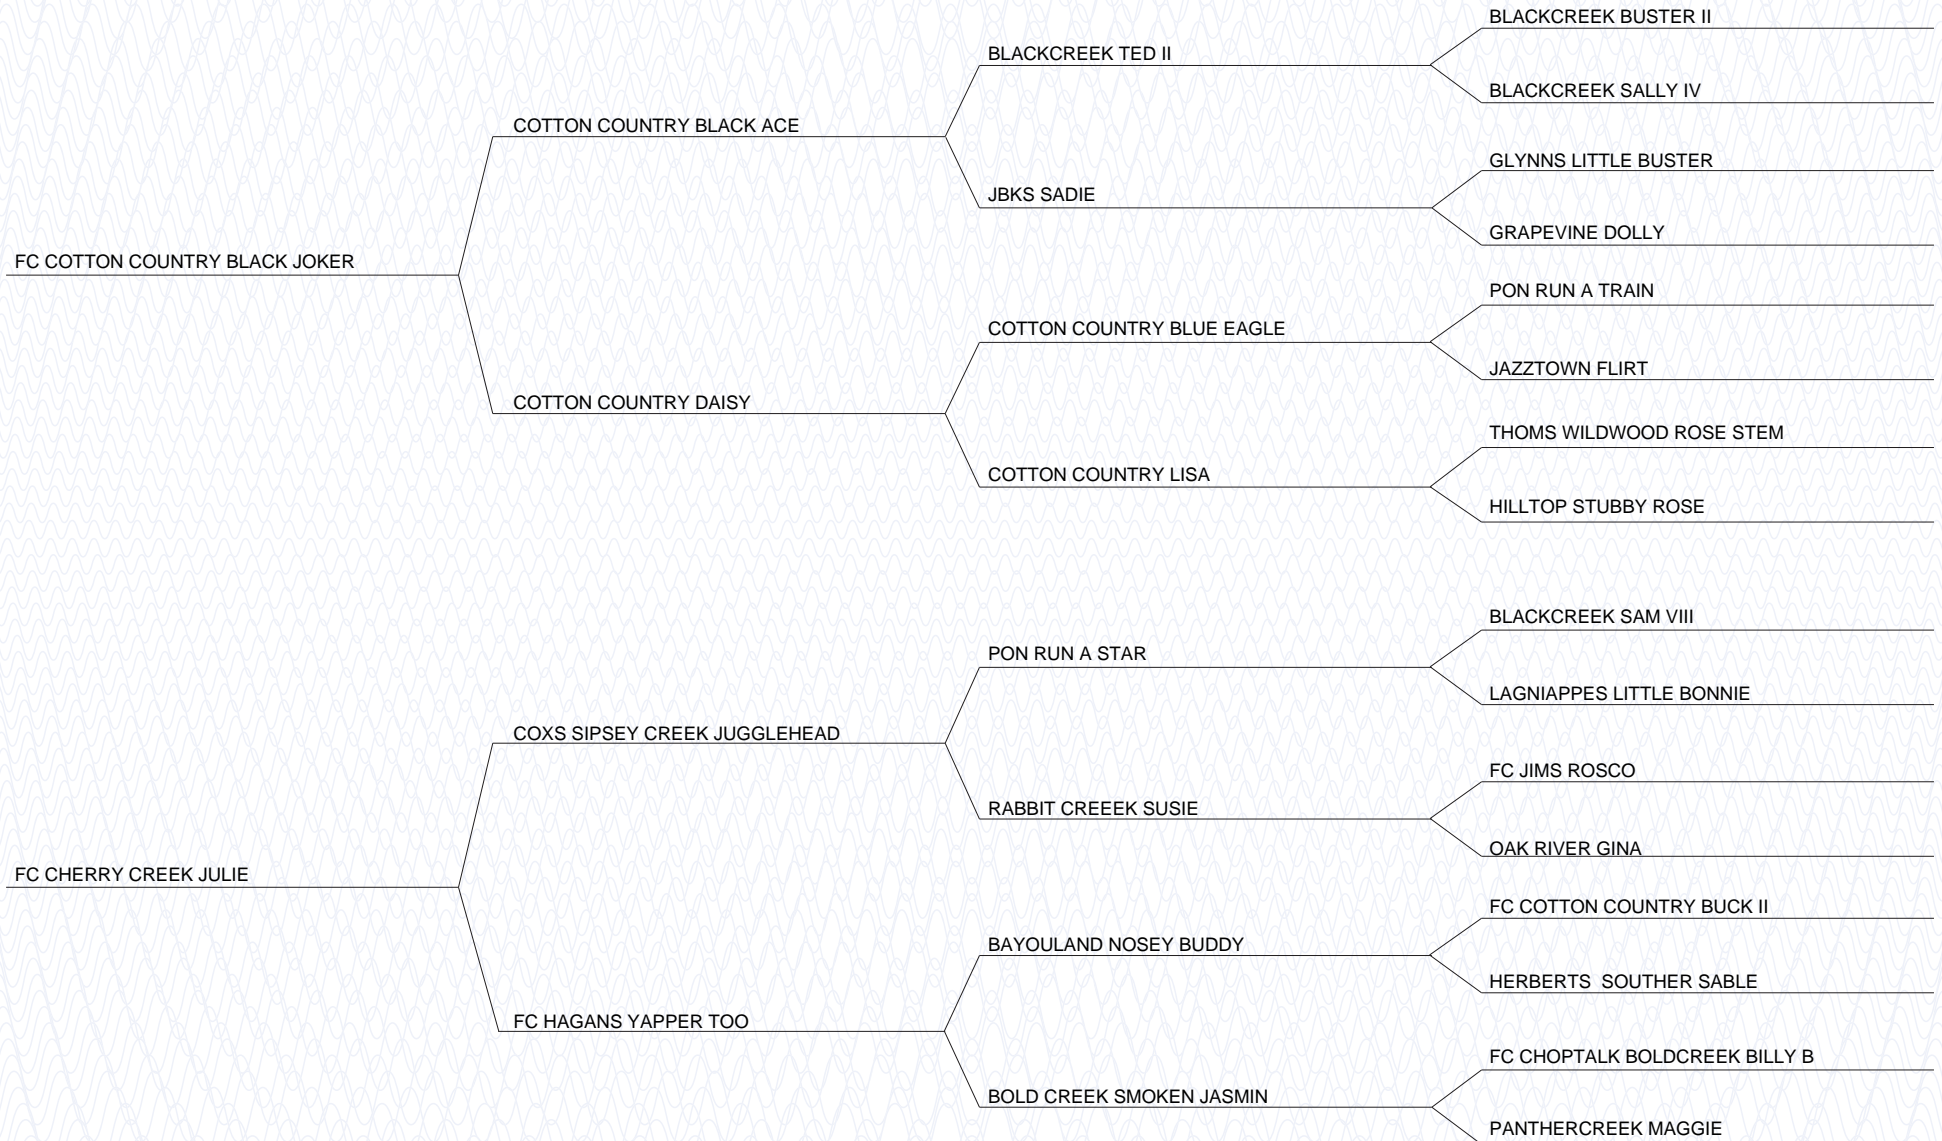 BLACKCREEK BUSTER II
BLACKCREEK TED II
BLACKCREEK SALLY IV
COTTON COUNTRY BLACK ACE
GLYNNS LITTLE BUSTER
JBKS SADIE
GRAPEVINE DOLLY
FC COTTON COUNTRY BLACK JOKER
PON RUN A TRAIN
COTTON COUNTRY BLUE EAGLE
JAZZTOWN FLIRT
COTTON COUNTRY DAISY
THOMS WILDWOOD ROSE STEM
COTTON COUNTRY LISA
HILLTOP STUBBY ROSE
BLACKCREEK SAM VIII
PON RUN A STAR
LAGNIAPPES LITTLE BONNIE
COXS SIPSEY CREEK JUGGLEHEAD
FC JIMS ROSCO
RABBIT CREEEK SUSIE
OAK RIVER GINA
FC CHERRY CREEK JULIE
FC COTTON COUNTRY BUCK II
BAYOULAND NOSEY BUDDY
HERBERTS  SOUTHER SABLE
FC HAGANS YAPPER TOO
FC CHOPTALK BOLDCREEK BILLY B
BOLD CREEK SMOKEN JASMIN
PANTHERCREEK MAGGIE